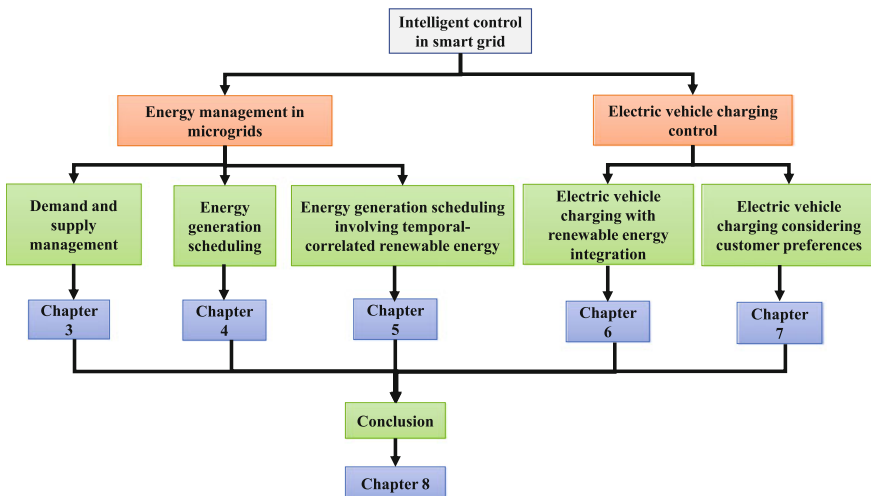 Intelligent control
in smart grid
Energy management in
microgrids
Electric vehicle charging
control
Demand and
supply
management
Energy
generation
scheduling
Energy generation scheduling
involving temporal-
correlated renewable energy
Electric vehicle
charging with
renewable energy
integration
Electric vehicle
charging considering
customer preferences
Chapter
3
Chapter
4
Chapter
5
Chapter
6
Chapter
7
Conclusion
Chapter 8